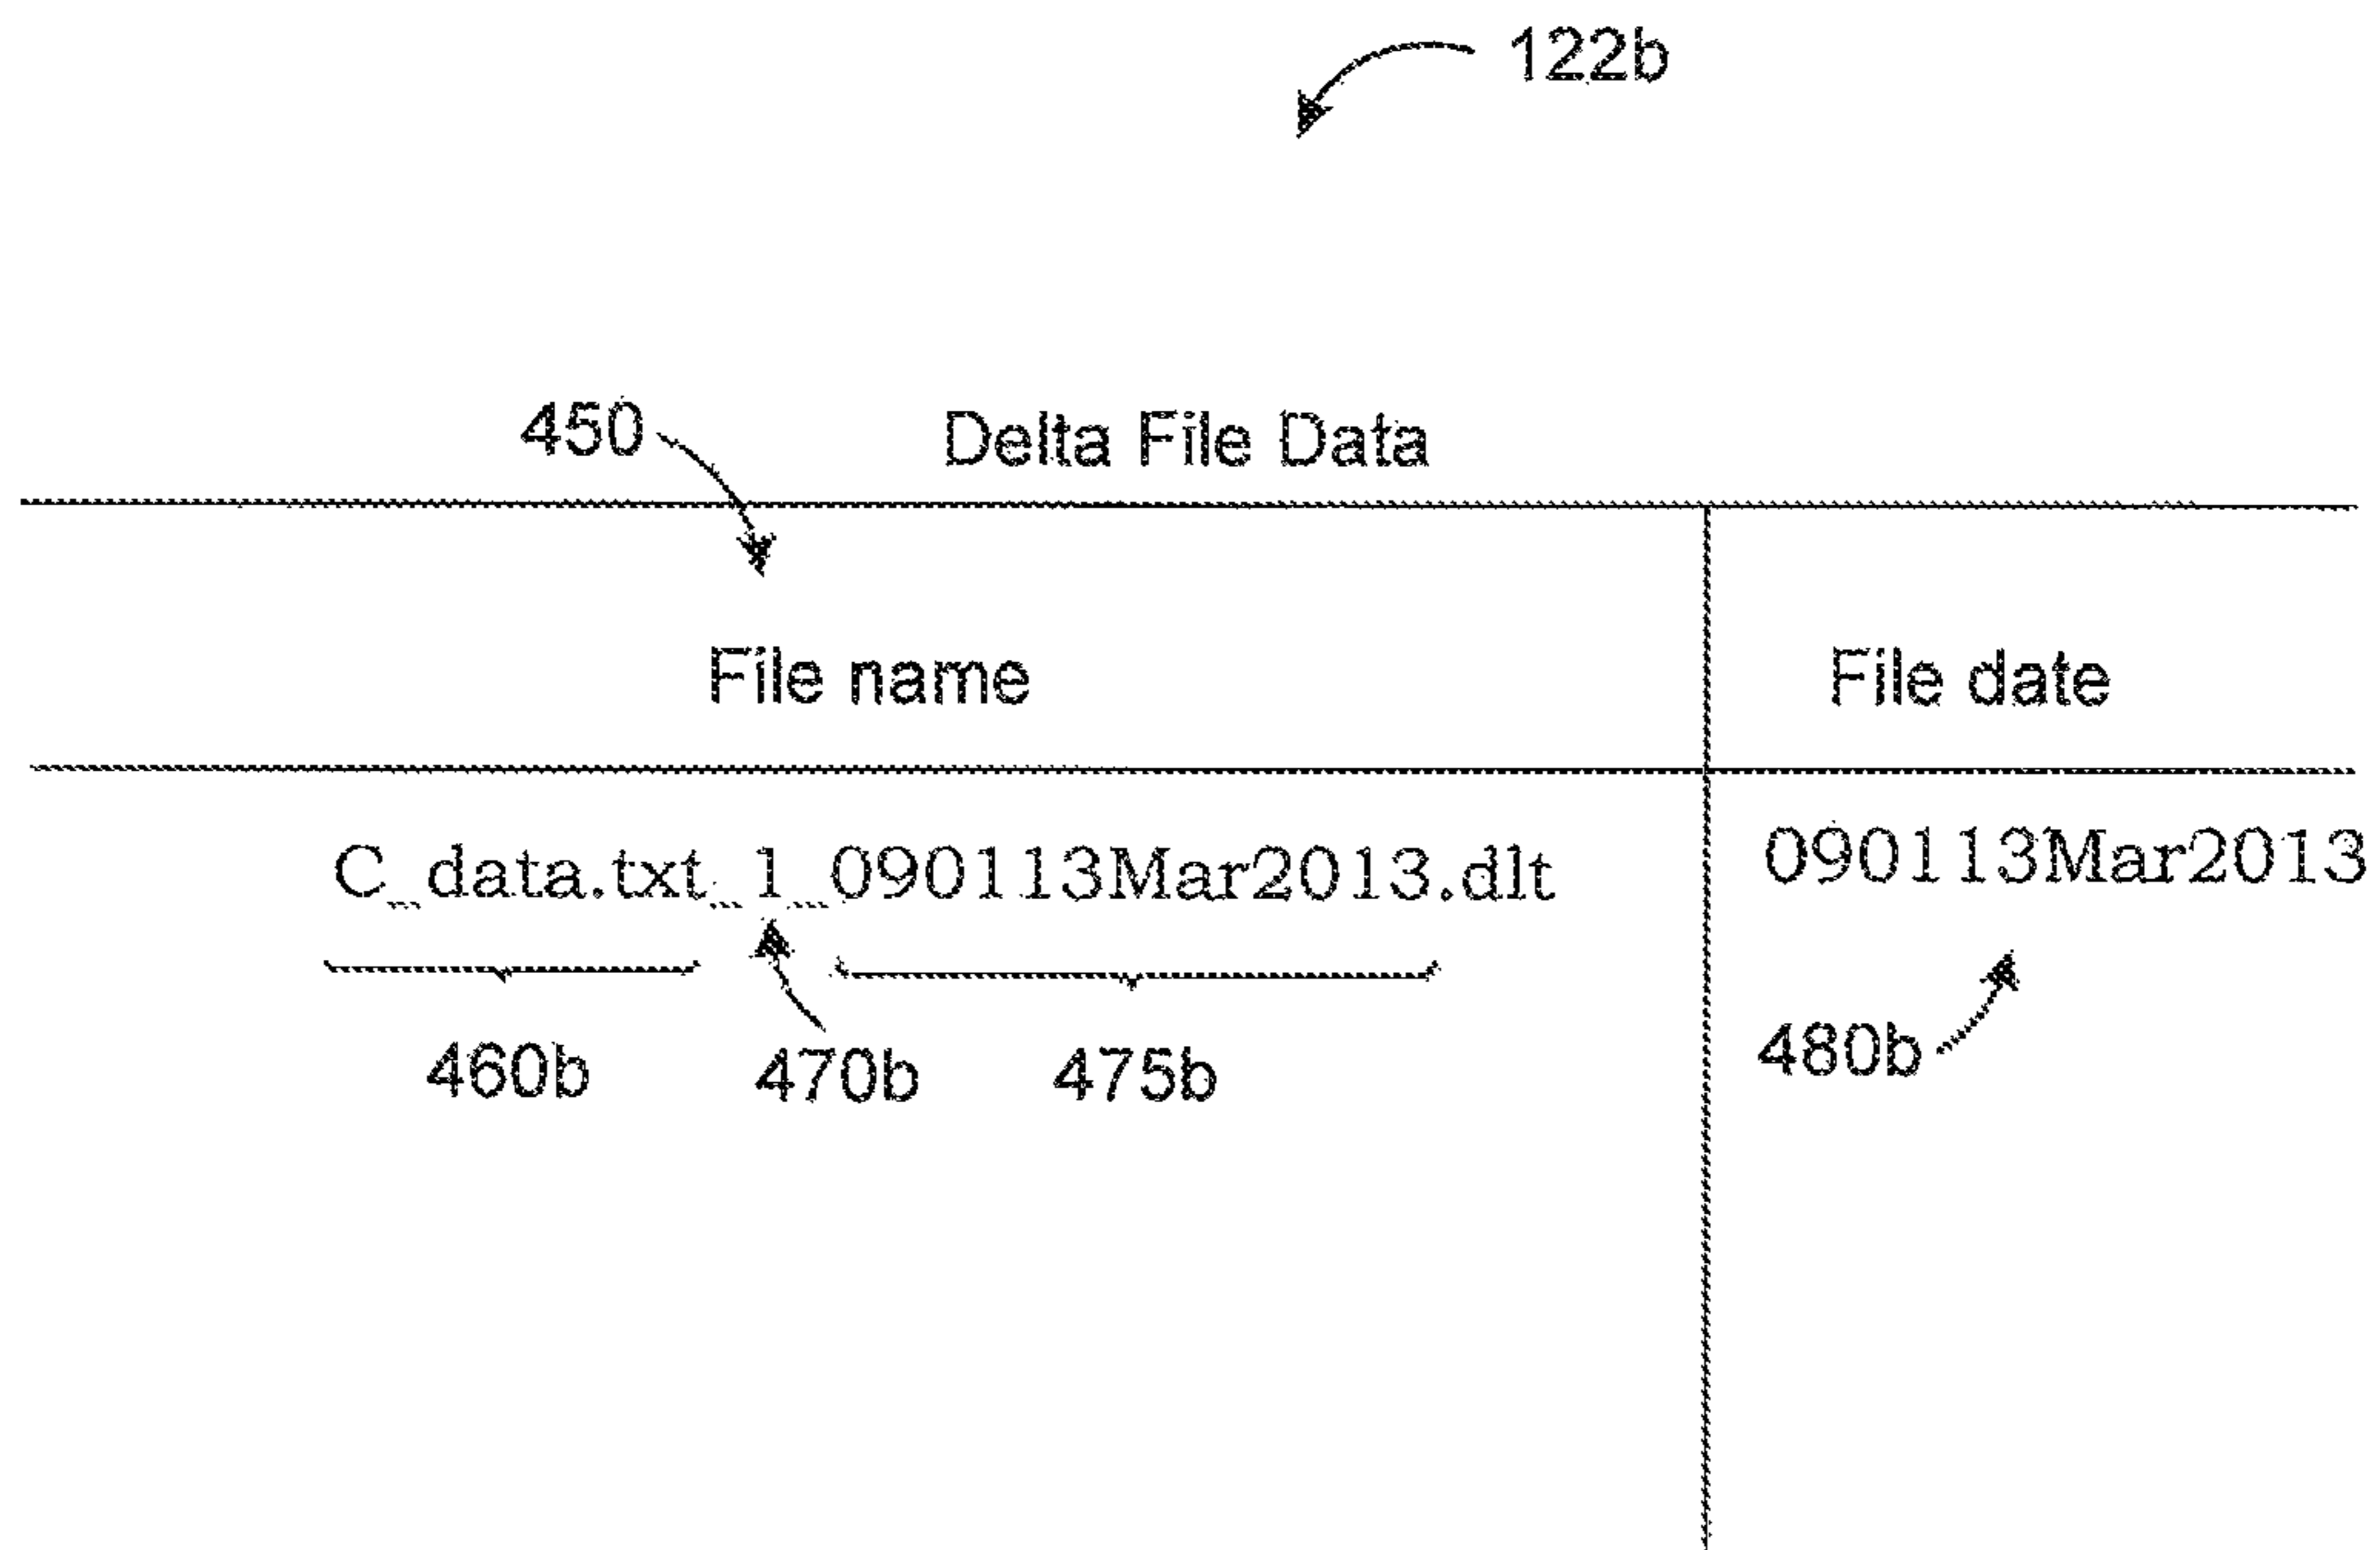 122b
450 Delta File Data
File name File date
C_data.txt_1_090113Mar2013.dlt 090113Mar2013
460b 470b 475b 480b